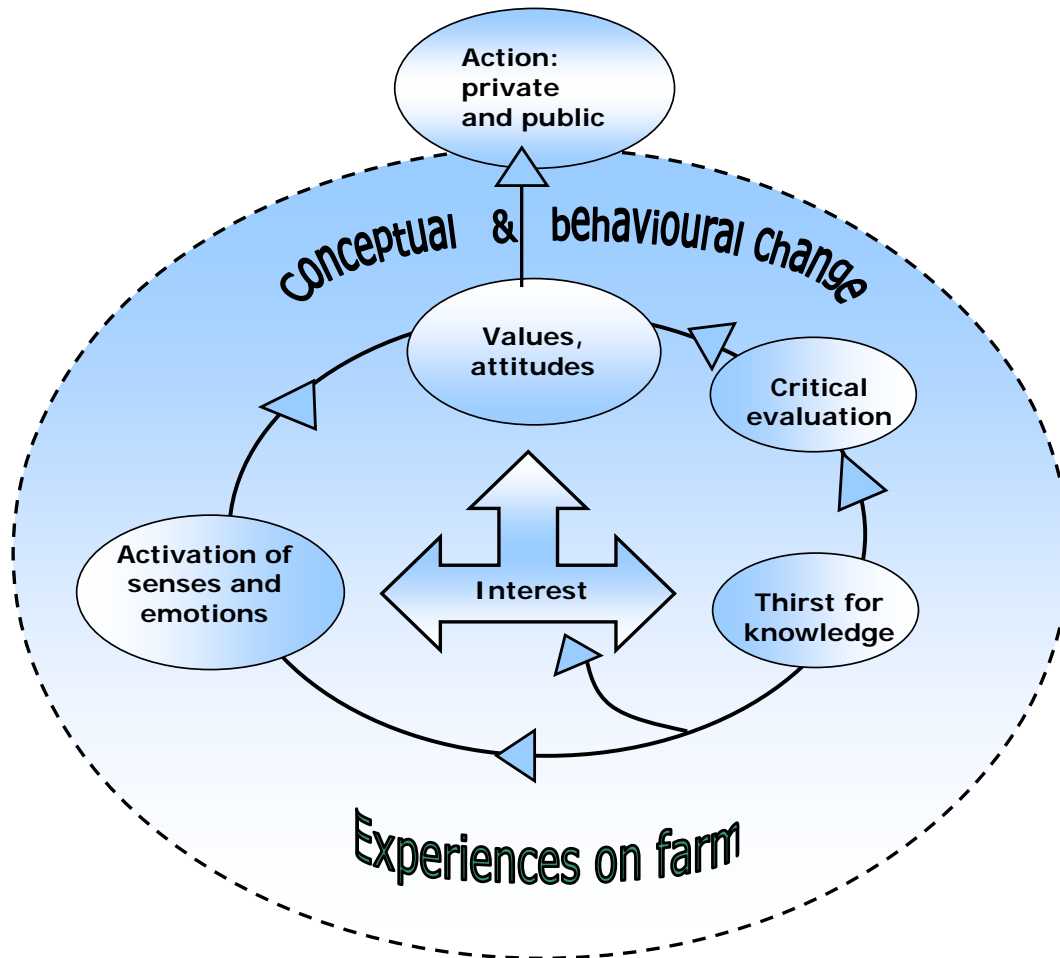 Action:
private
and public
conceptual & behavioural change
Values,
attitudes
Critical
evaluation
Activation of
senses and
emotions
Interest
Thirst for
knowledge
Experiences on farm